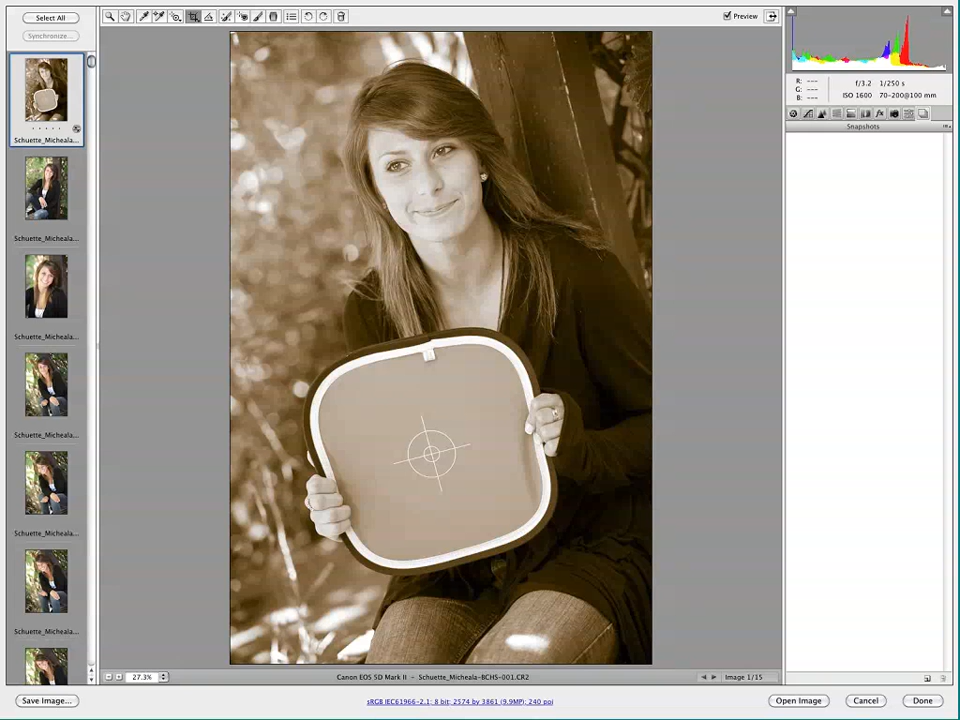 Select All
Synchronize...
Preview
R: ---
G: ---
B: ---
f/3.2 1/250 s
ISO 1600 70-200@100 mm
Snapshots
Schuette_Micheala...
Schuette_Micheala...
Schuette_Micheala...
Schuette_Micheala...
Schuette_Micheala...
Schuette_Micheala...
27.3%
Canon EOS 5D Mark II - Schuette_Micheala-BCHS-001.CR2
Image 1/15
Save Image...
sRGB IEC61966-2.1; 8 bit; 2574 by 3861 (9.9MP); 240 ppi
Open Image
Cancel
Done